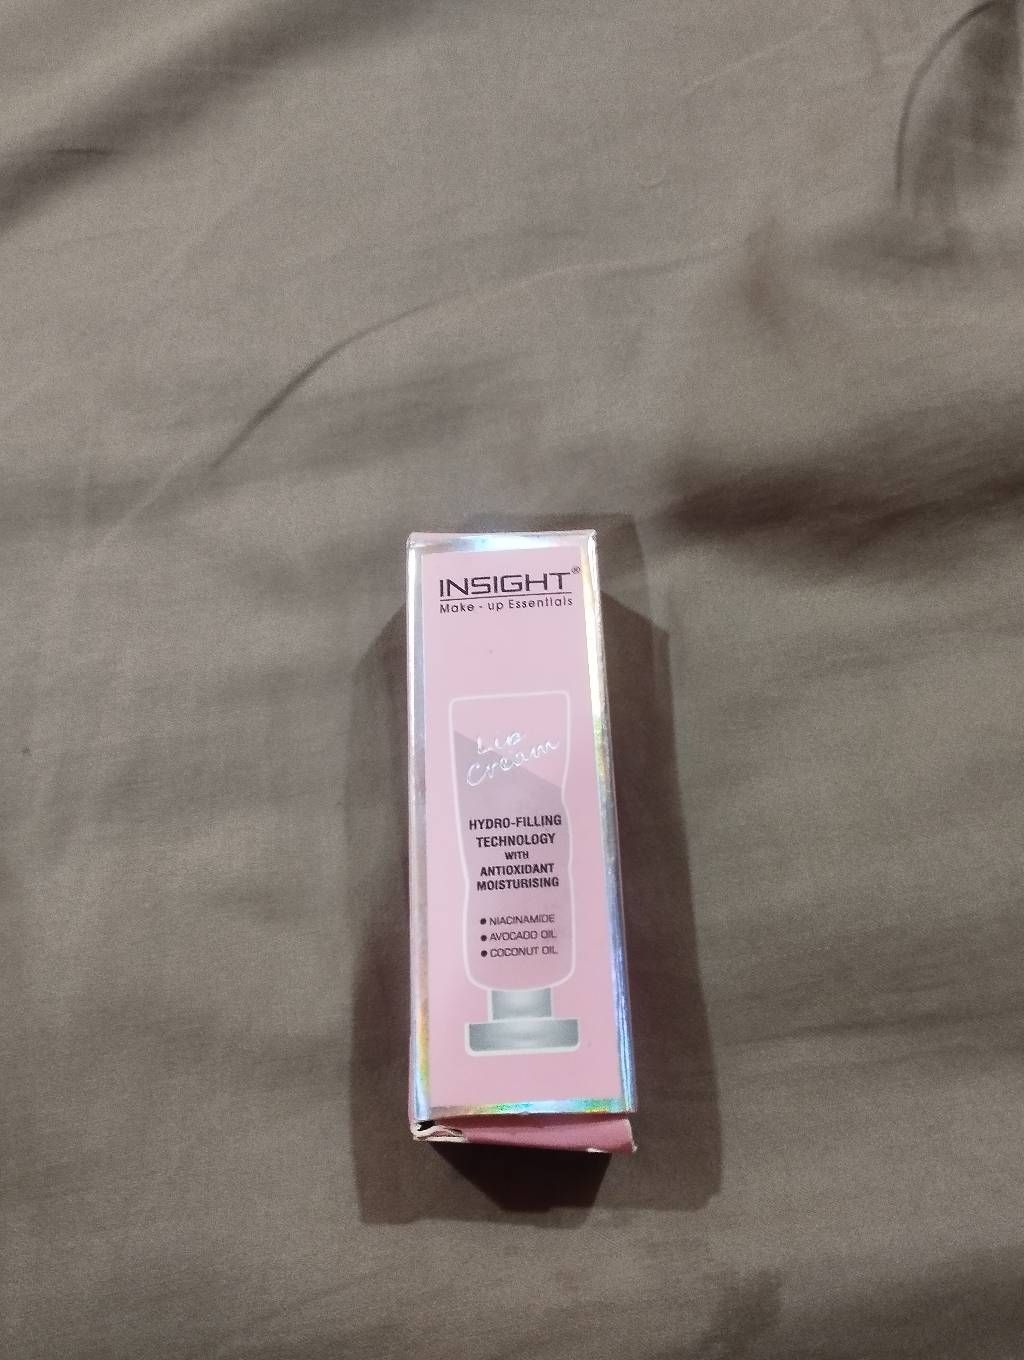 INSIGHT®
Make-up Essentials
Lip
Cream
HYDRO-FILLING
TECHNOLOGY
WITH
ANTIOXIDANT
MOISTURISING
● NIACINAMIDE
● AVOCADO OIL
● COCONUT OIL